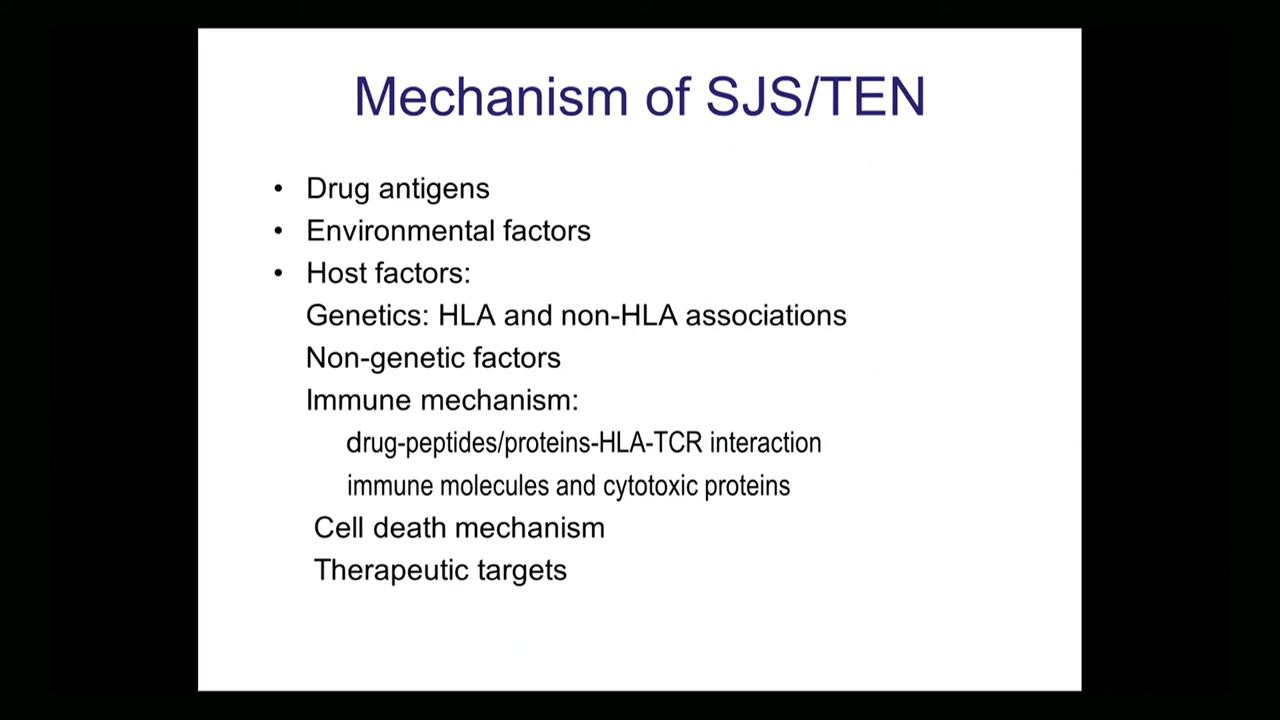 Mechanism of SJS/TEN
• Drug antigens
• Environmental factors
• Host factors:
Genetics: HLA and non-HLA associations
Non-genetic factors
Immune mechanism:
drug-peptides/proteins-HLA-TCR interaction
immune molecules and cytotoxic proteins
Cell death mechanism
Therapeutic targets